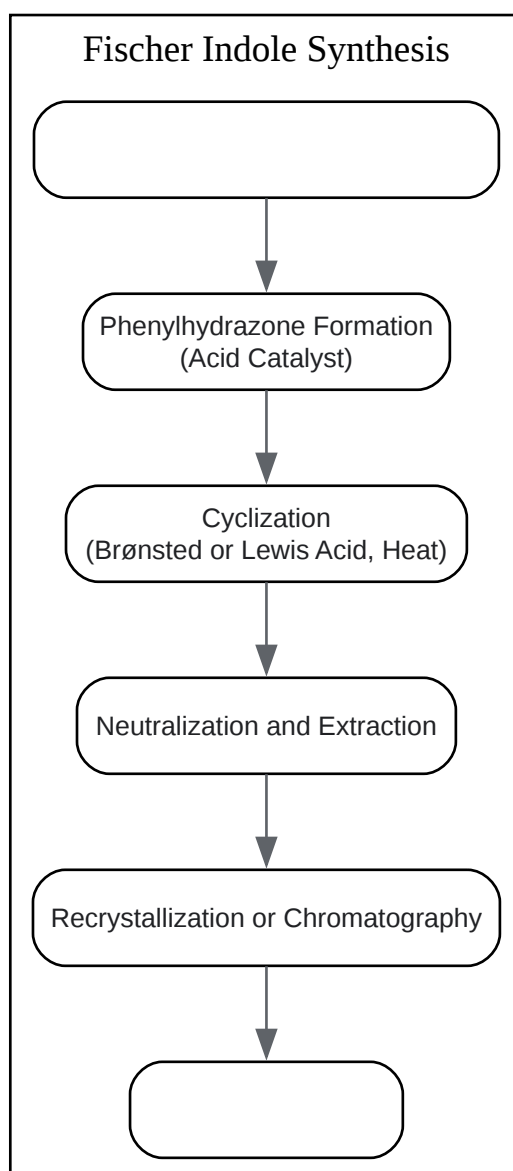 Fischer Indole Synthesis
Phenylhydrazone Formation
(Acid Catalyst)
Cyclization
(Brønsted or Lewis Acid, Heat)
Neutralization and Extraction
Recrystallization or Chromatography